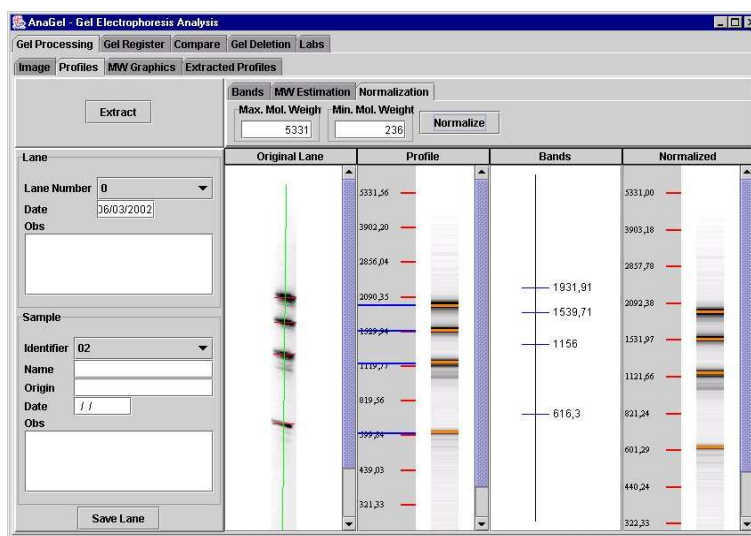 AnaGel - Gel Electrophoresis Analysis
Gel Processing Gel Register Compare Gel Deletion Labs
Image Profiles MW Graphics Extracted Profiles
Extract
Bands MW Estimation Normalization
Max. Mol. Weigh Min. Mol. Weight
5331 236 Normalize
Original Lane Profile Bands Normalized
Lane
Lane Number 0
Date 06/03/2002
Obs
Sample
Identifier 02
Name
Origin
Date / /
Obs
Save Lane
5331,56
3902,20
2856,04
2090,35
1119,77
819,56
439,03
321,33
1931,91
1539,71
1156
616,3
5331,00
3903,18
2857,78
2092,38
1531,97
1121,66
821,24
601,29
440,24
322,33